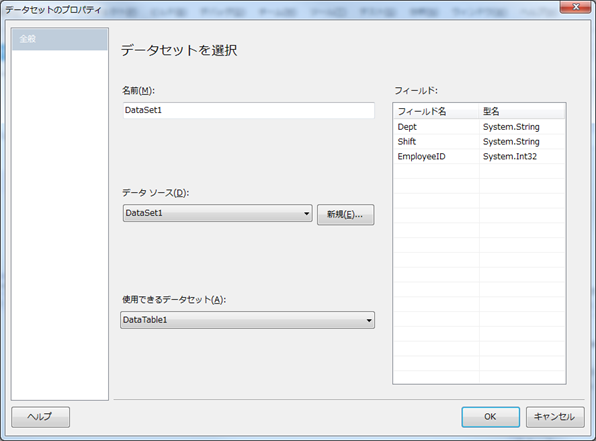 データセットのプロパティ
全般
データセットを選択
名前(M):
DataSet1
データ ソース(D):
DataSet1
新規(E)...
使用できるデータセット(A):
DataTable1
フィールド:
フィールド名 型名
Dept System.String
Shift System.String
EmployeeID System.Int32
ヘルプ
OK
キャンセル